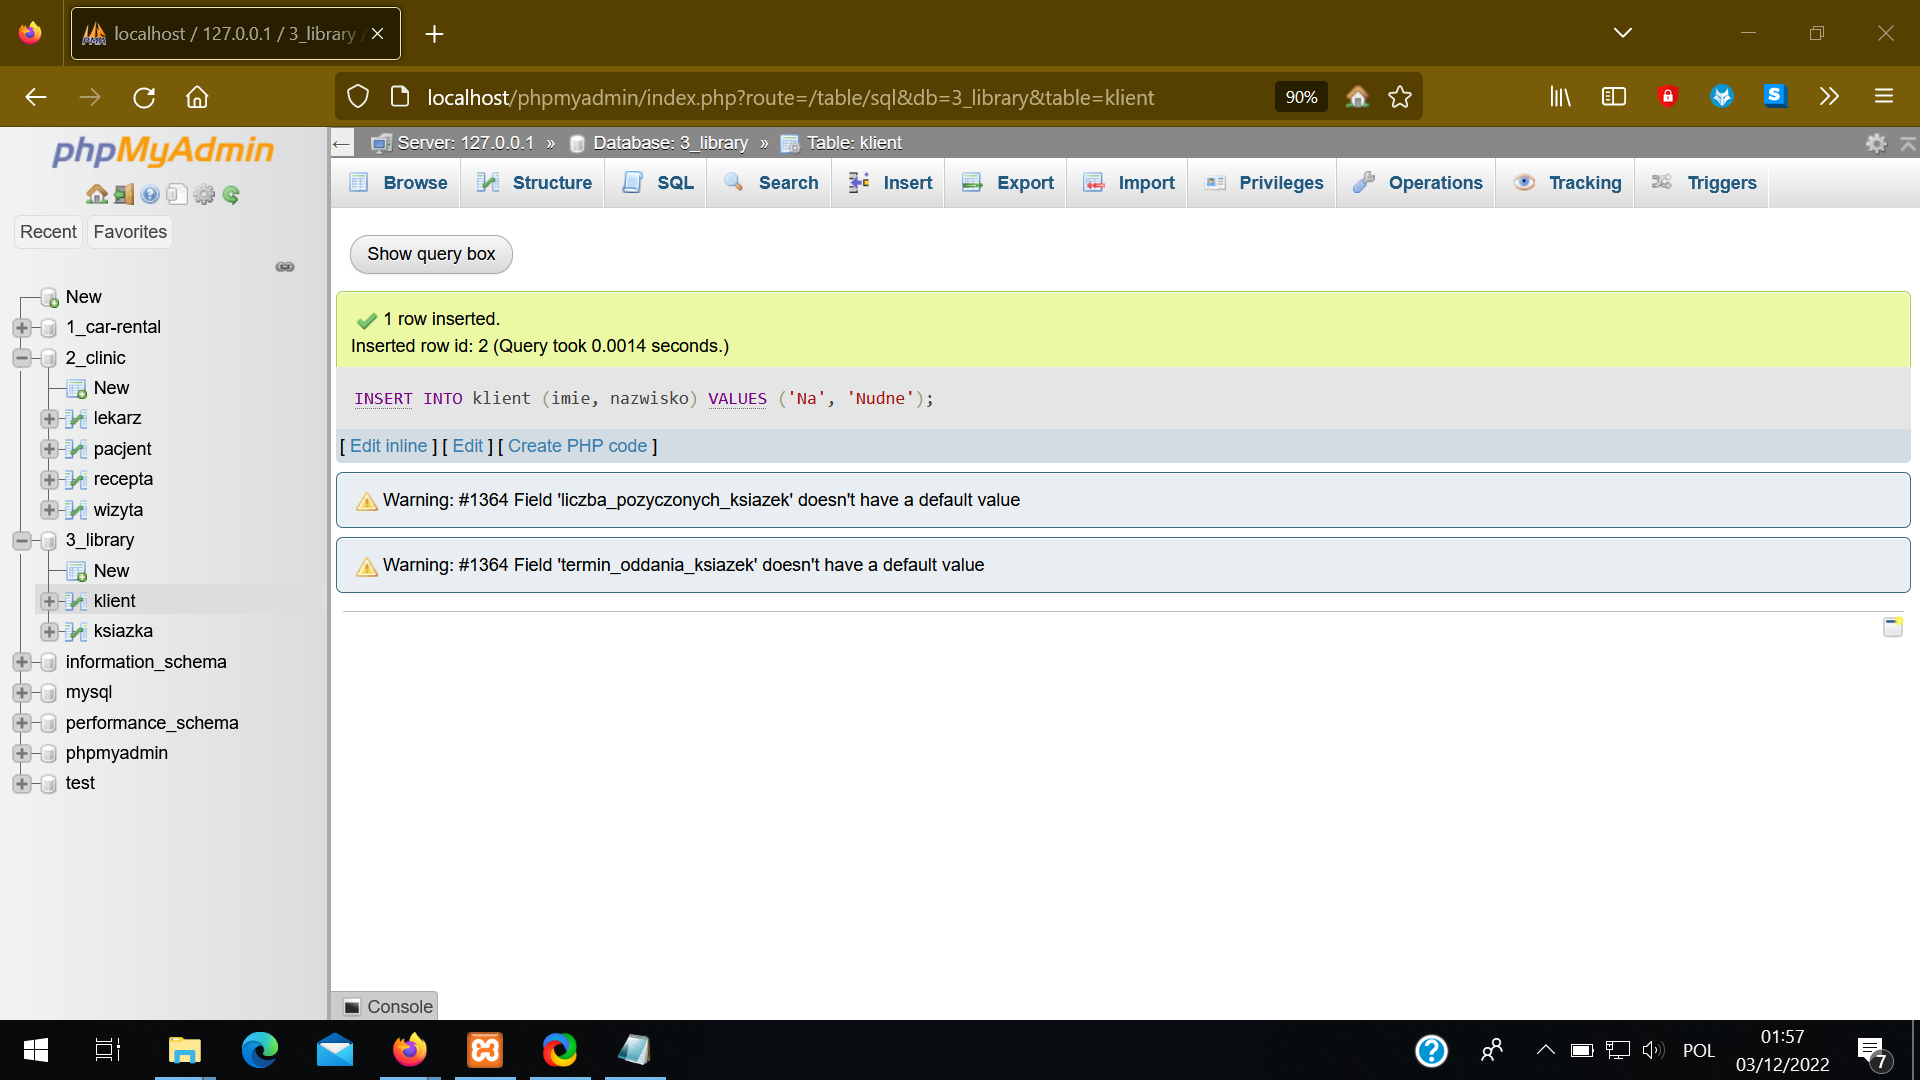 localhost / 127.0.0.1 / 3_library /
localhost/phpmyadmin/index.php?route=/table/sql&db=3_library&table=klient
90%
phpMyAdmin
Recent
Favorites
New
1_car-rental
2_clinic
New
lekarz
pacjent
recepta
wizyta
3_library
New
klient
ksiazka
information_schema
mysql
performance_schema
phpmyadmin
test
Server: 127.0.0.1 » Database: 3_library » Table: klient
Browse
Structure
SQL
Search
Insert
Export
Import
Privileges
Operations
Tracking
Triggers
Show query box
1 row inserted.
Inserted row id: 2 (Query took 0.0014 seconds.)
INSERT INTO klient (imie, nazwisko) VALUES ('Na', 'Nudne');
[ Edit inline ] [ Edit ] [ Create PHP code ]
Warning: #1364 Field 'liczba_pozyczonych_ksiazek' doesn't have a default value
Warning: #1364 Field 'termin_oddania_ksiazek' doesn't have a default value
Console
POL
01:57
03/12/2022
7